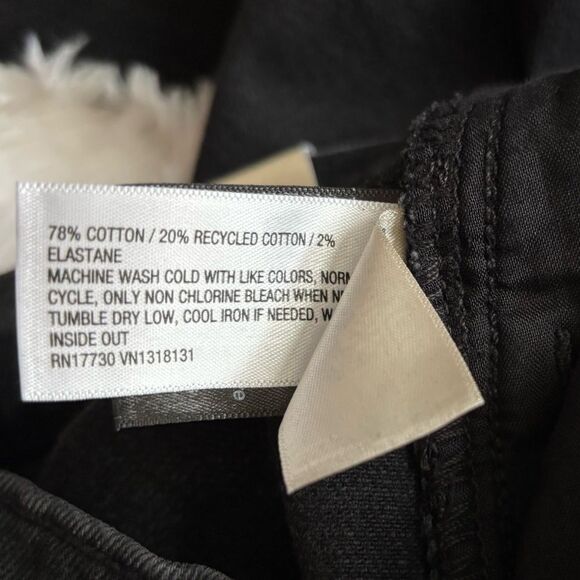 78% COTTON / 20% RECYCLED COTTON / 2%
ELASTANE
MACHINE WASH COLD WITH LIKE COLORS,
CYCLE, ONLY NON CHLORINE BLEACH WHEN
TUMBLE DRY LOW, COOL IRON IF NEEDED,
INSIDE OUT
RN17730 VN1318131
e